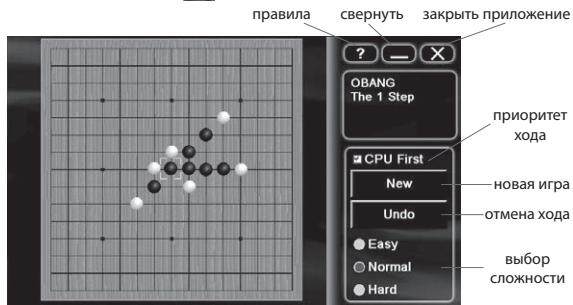 правила свернуть закрыть приложение
?
OBANG
The 1 Step
приоритет
хода
CPU First
New
новая игра
Undo
отмена хода
Easy
Normal
выбор
сложности
Hard